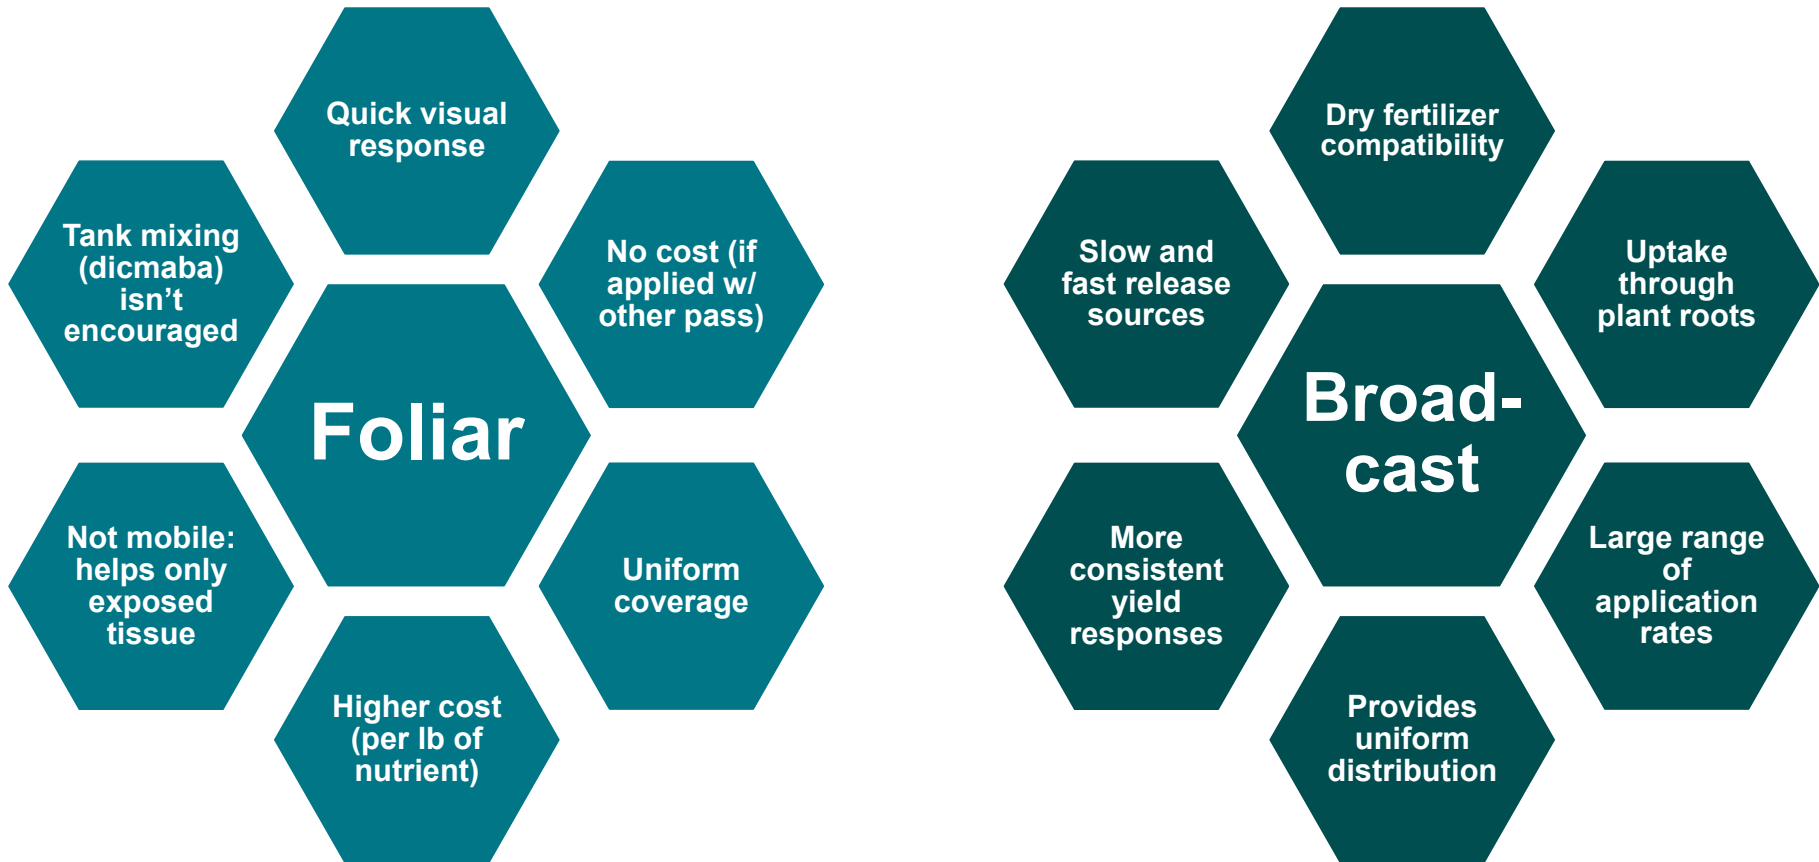 Foliar
Quick visual
response
No cost (if
applied w/
other pass)
Uniform
coverage
Higher cost
(per lb of
nutrient)
Not mobile:
helps only
exposed
tissue
Tank mixing
(dicmaba)
isn’t
encouraged
Broad-
cast
Dry fertilizer
compatibility
Uptake
through
plant roots
Large range
of
application
rates
Provides
uniform
distribution
More
consistent
yield
responses
Slow and
fast release
sources